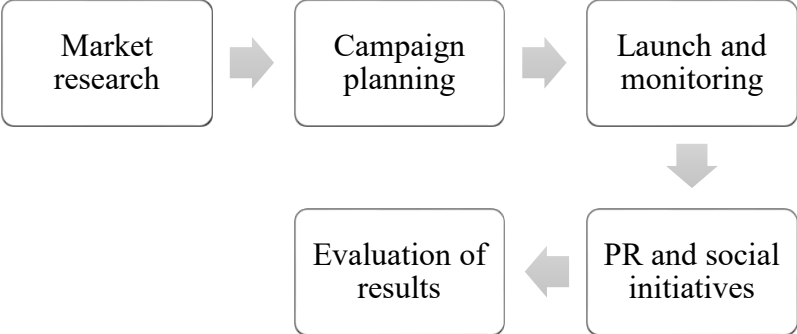 Market
research
Campaign
planning
Launch and
monitoring
PR and social
initiatives
Evaluation of
results